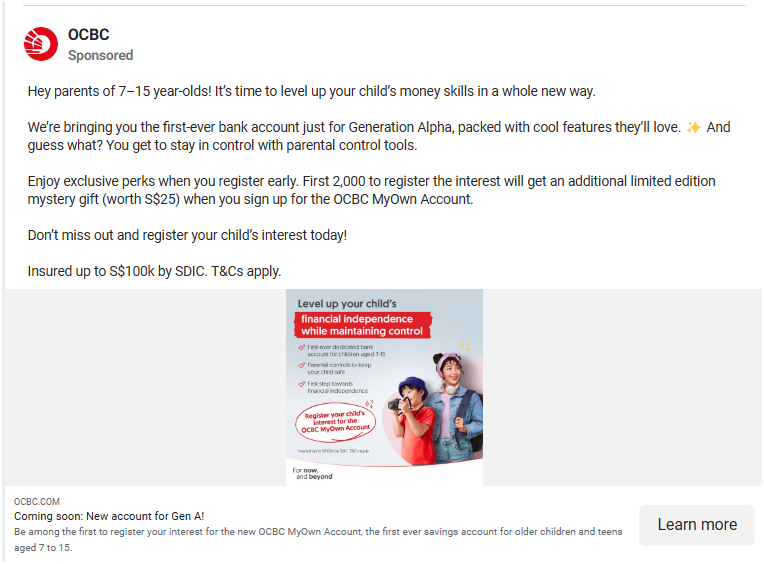 OCBC
Sponsored
Hey parents of 7–15 year-olds! It's time to level up your child's money skills in a whole new way.
We're bringing you the first-ever bank account just for Generation Alpha, packed with cool features they'll love. ✨ And
guess what? You get to stay in control with parental control tools.
Enjoy exclusive perks when you register early. First 2,000 to register the interest will get an additional limited edition
mystery gift (worth S$25) when you sign up for the OCBC MyOwn Account.
Don't miss out and register your child's interest today!
Insured up to S$100k by SDIC. T&Cs apply.
Level up your child's
financial independence
while maintaining control
First-ever dedicated bank
account for children aged 7-15
Parental controls to keep
your child safe
First step towards
financial independence
Register your child's
interest for the
OCBC MyOwn Account
Insured up to S$100k by SDIC. T&Cs apply.
For now,
and beyond
OCBC.COM
Coming soon: New account for Gen A!
Be among the first to register your interest for the new OCBC MyOwn Account, the first ever savings account for older children and teens
aged 7 to 15.
Learn more